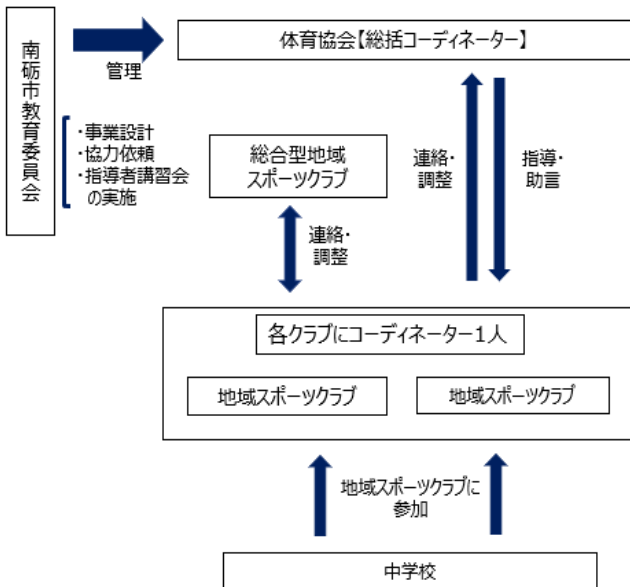 南砺市教育委員会
管理
体育協会【総括コーディネーター】
・事業設計
・協力依頼
・指導者講習会
の実施
総合型地域
スポーツクラブ
連絡・
調整
指導・
助言
連絡・
調整
各クラブにコーディネーター1人
地域スポーツクラブ
地域スポーツクラブ
地域スポーツクラブに
参加
中学校